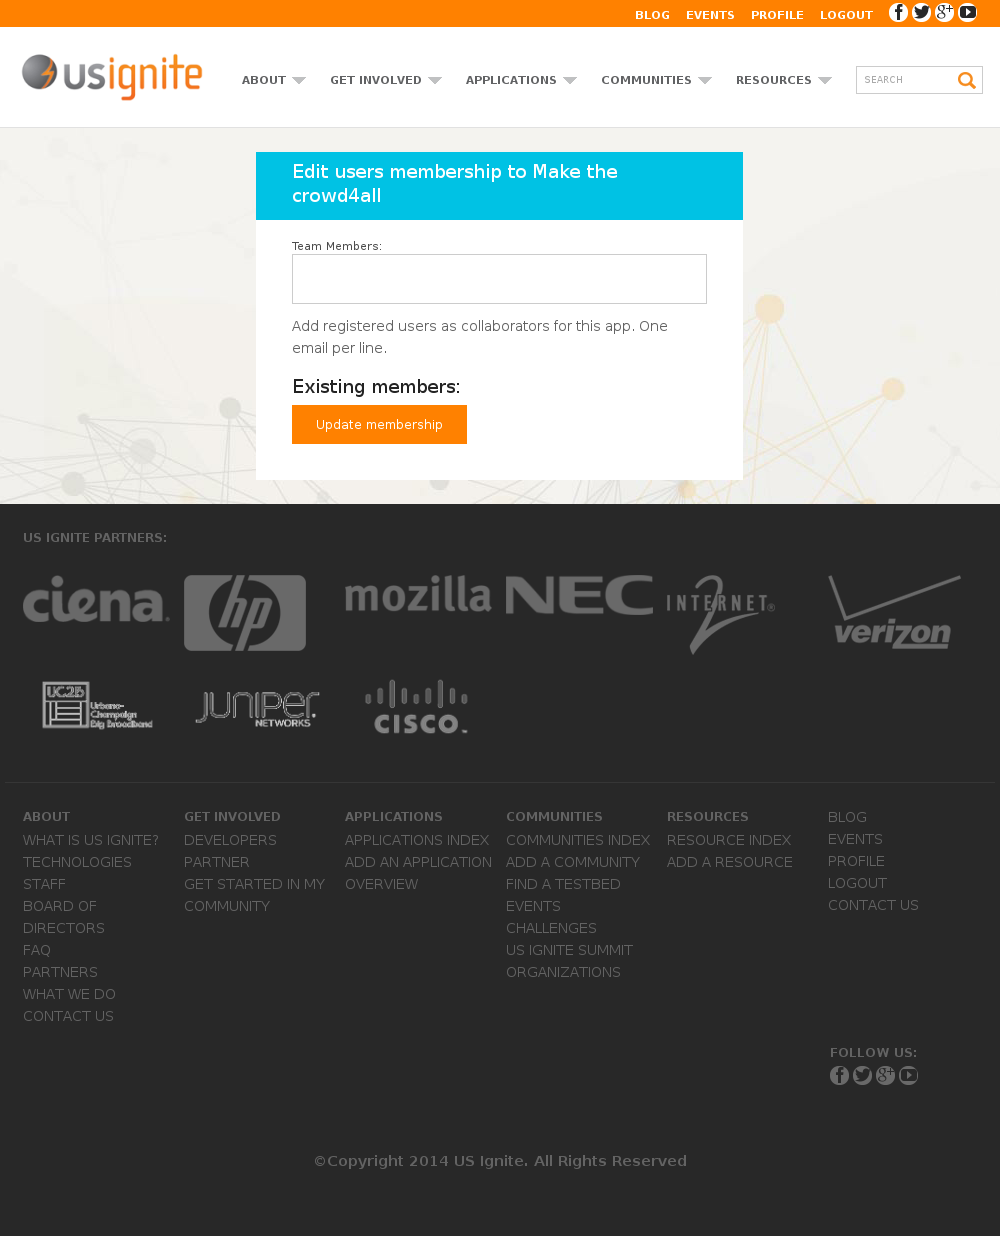 BLOG EVENTS PROFILE LOGOUT
usignite
ABOUT GET INVOLVED APPLICATIONS COMMUNITIES RESOURCES SEARCH
Edit users membership to Make the
crowd4all
Team Members:
Add registered users as collaborators for this app. One
email per line.
Existing members:
Update membership
US IGNITE PARTNERS:
ciena hp mozilla NEC INTERNET 2 verizon
UC2B Urbana-Champaign Big Broadband
JUNIPER NETWORKS
CISCO
ABOUT
WHAT IS US IGNITE?
TECHNOLOGIES
STAFF
BOARD OF
DIRECTORS
FAQ
PARTNERS
WHAT WE DO
CONTACT US
GET INVOLVED
DEVELOPERS
PARTNER
GET STARTED IN MY
COMMUNITY
APPLICATIONS
APPLICATIONS INDEX
ADD AN APPLICATION
OVERVIEW
COMMUNITIES
COMMUNITIES INDEX
ADD A COMMUNITY
FIND A TESTBED
EVENTS
CHALLENGES
US IGNITE SUMMIT
ORGANIZATIONS
RESOURCES
RESOURCE INDEX
ADD A RESOURCE
BLOG
EVENTS
PROFILE
LOGOUT
CONTACT US
FOLLOW US:
©Copyright 2014 US Ignite. All Rights Reserved